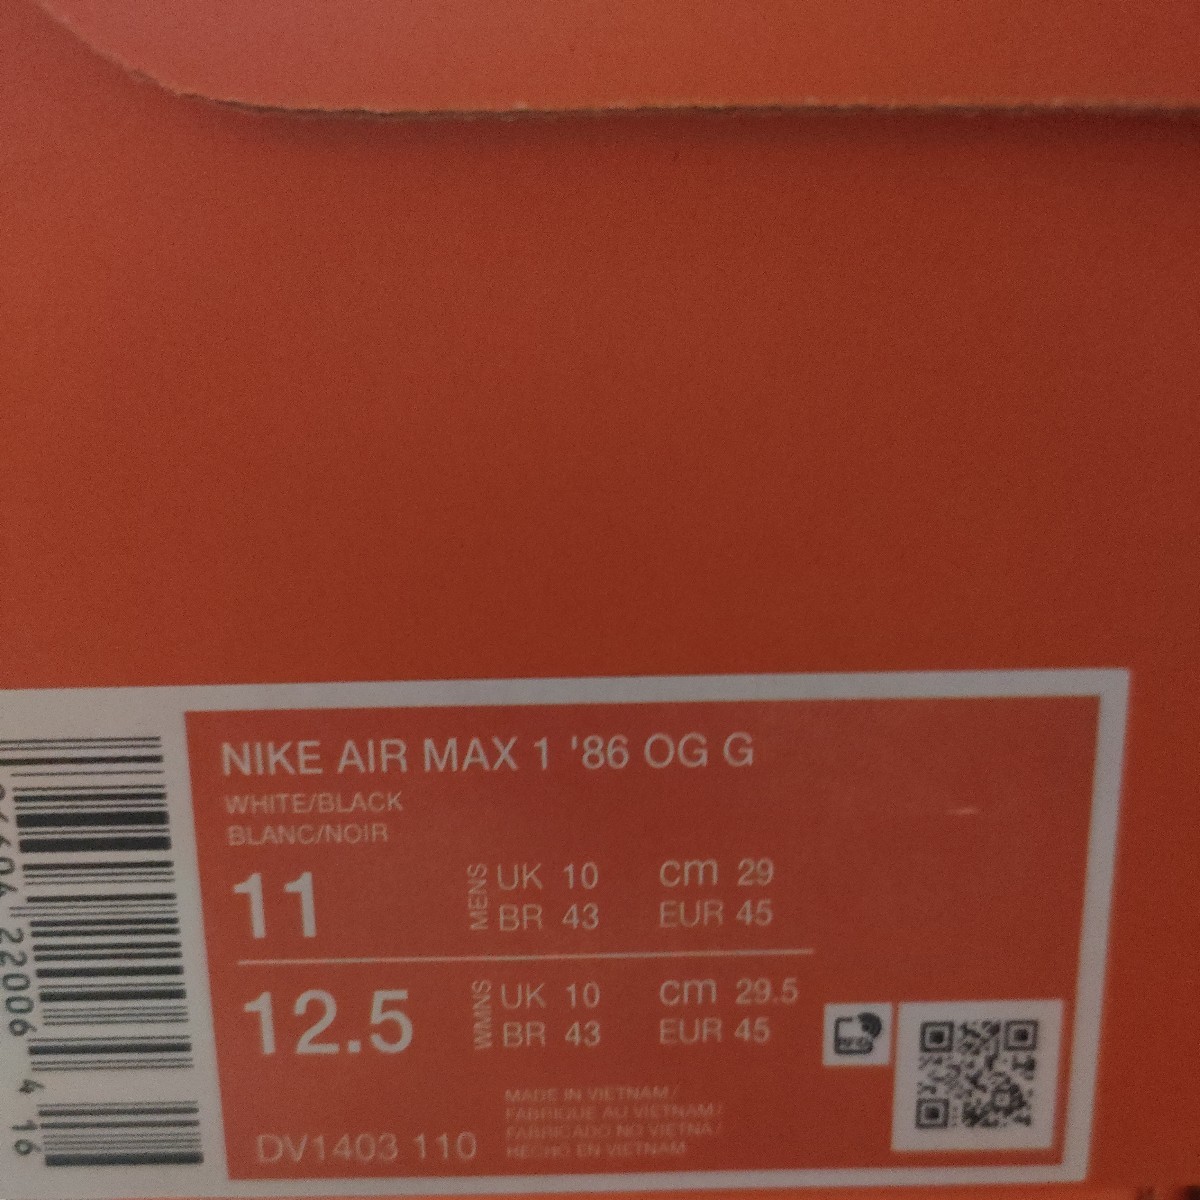 NIKE AIR MAX 1 '86 OG G
WHITE/BLACK
BLANC/NOIR
11 MENS UK 10 cm 29
BR 43 EUR 45
12.5 WMNS UK 10 cm 29.5
BR 43 EUR 45
MADE IN VIETNAM/
FABRIQUE AU VIETNAM/
FABRICADO NO VIETNA/
HECHO EN VIETNAM
DV1403 110
RFID
22006 4 16